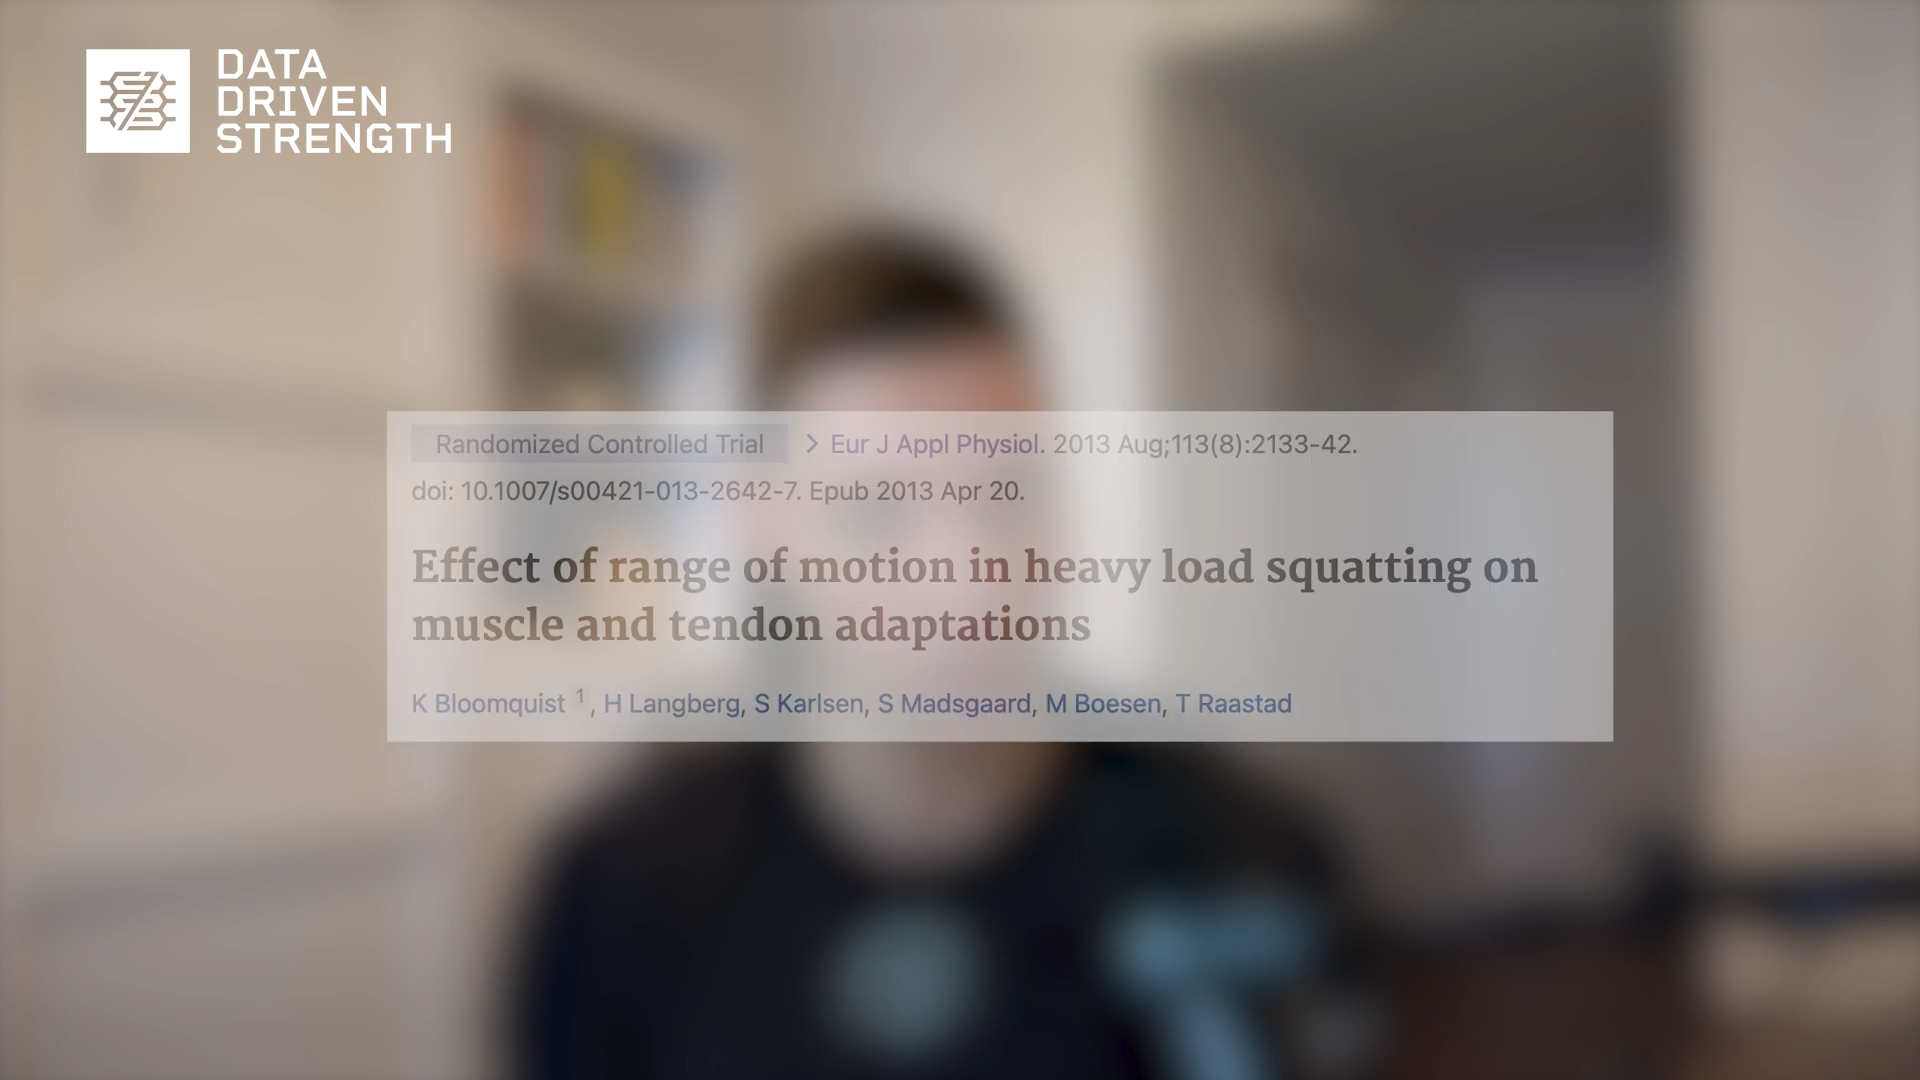 DATA
DRIVEN
STRENGTH
Randomized Controlled Trial > Eur J Appl Physiol. 2013 Aug;113(8):2133-42.
doi: 10.1007/s00421-013-2642-7. Epub 2013 Apr 20.
Effect of range of motion in heavy load squatting on
muscle and tendon adaptations
K Bloomquist 1, H Langberg, S Karlsen, S Madsgaard, M Boesen, T Raastad